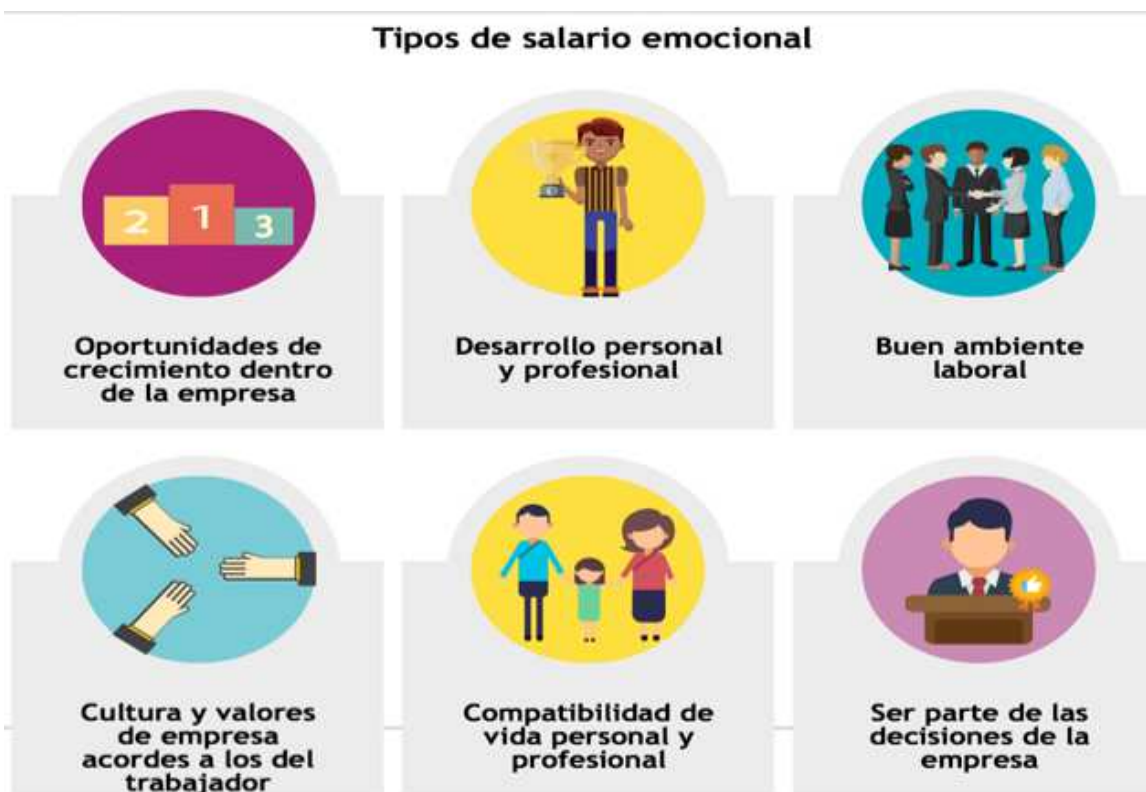 Tipos de salario emocional
2 1 3
Oportunidades de
crecimiento dentro
de la empresa
Desarrollo personal
y profesional
Buen ambiente
laboral
Cultura y valores
de empresa
acordes a los del
trabajador
Compatibilidad de
vida personal y
profesional
Ser parte de las
decisiones de la
empresa